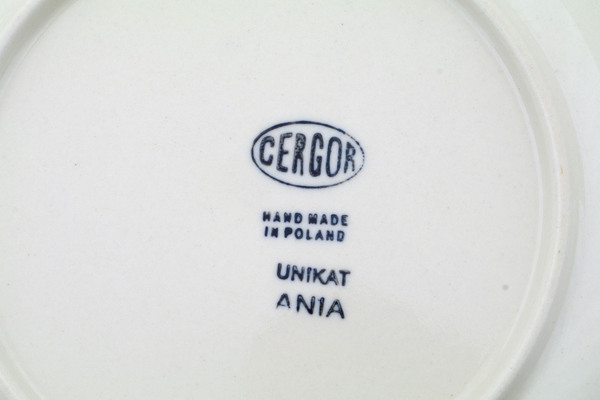 CERGOR
HAND MADE
IN POLAND
UNIKAT
ANIA